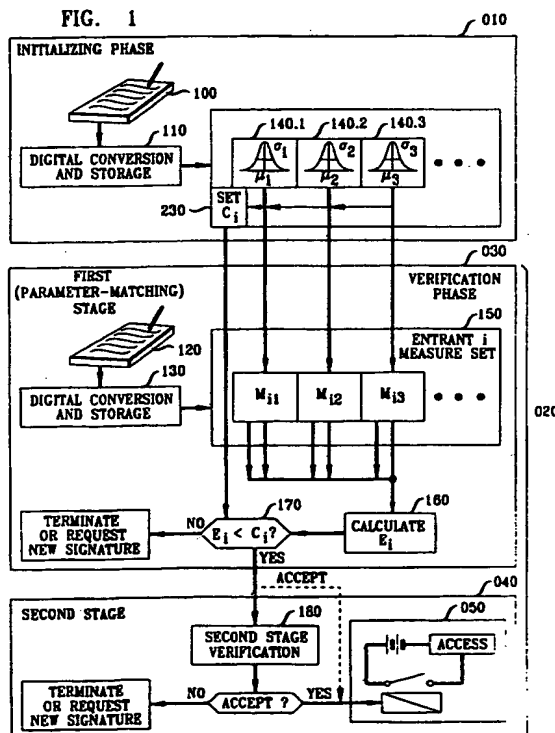 FIG. 1
010
INITIALIZING PHASE
100
110
140.1 140.2 140.3
DIGITAL CONVERSION
AND STORAGE
σ1 σ2 σ3
μ1 μ2 μ3
230
SET
Ci
030
FIRST
(PARAMETER-MATCHING)
STAGE
VERIFICATION
PHASE
150
ENTRANT i
MEASURE SET
120
130
DIGITAL CONVERSION
AND STORAGE
Mi1 Mi2 Mi3
020
170
160
TERMINATE
OR REQUEST
NEW SIGNATURE
NO
Ei < Ci?
CALCULATE
Ei
YES
ACCEPT
040
SECOND STAGE
180
050
SECOND STAGE
VERIFICATION
ACCESS
TERMINATE
OR REQUEST
NEW SIGNATURE
NO
ACCEPT ?
YES